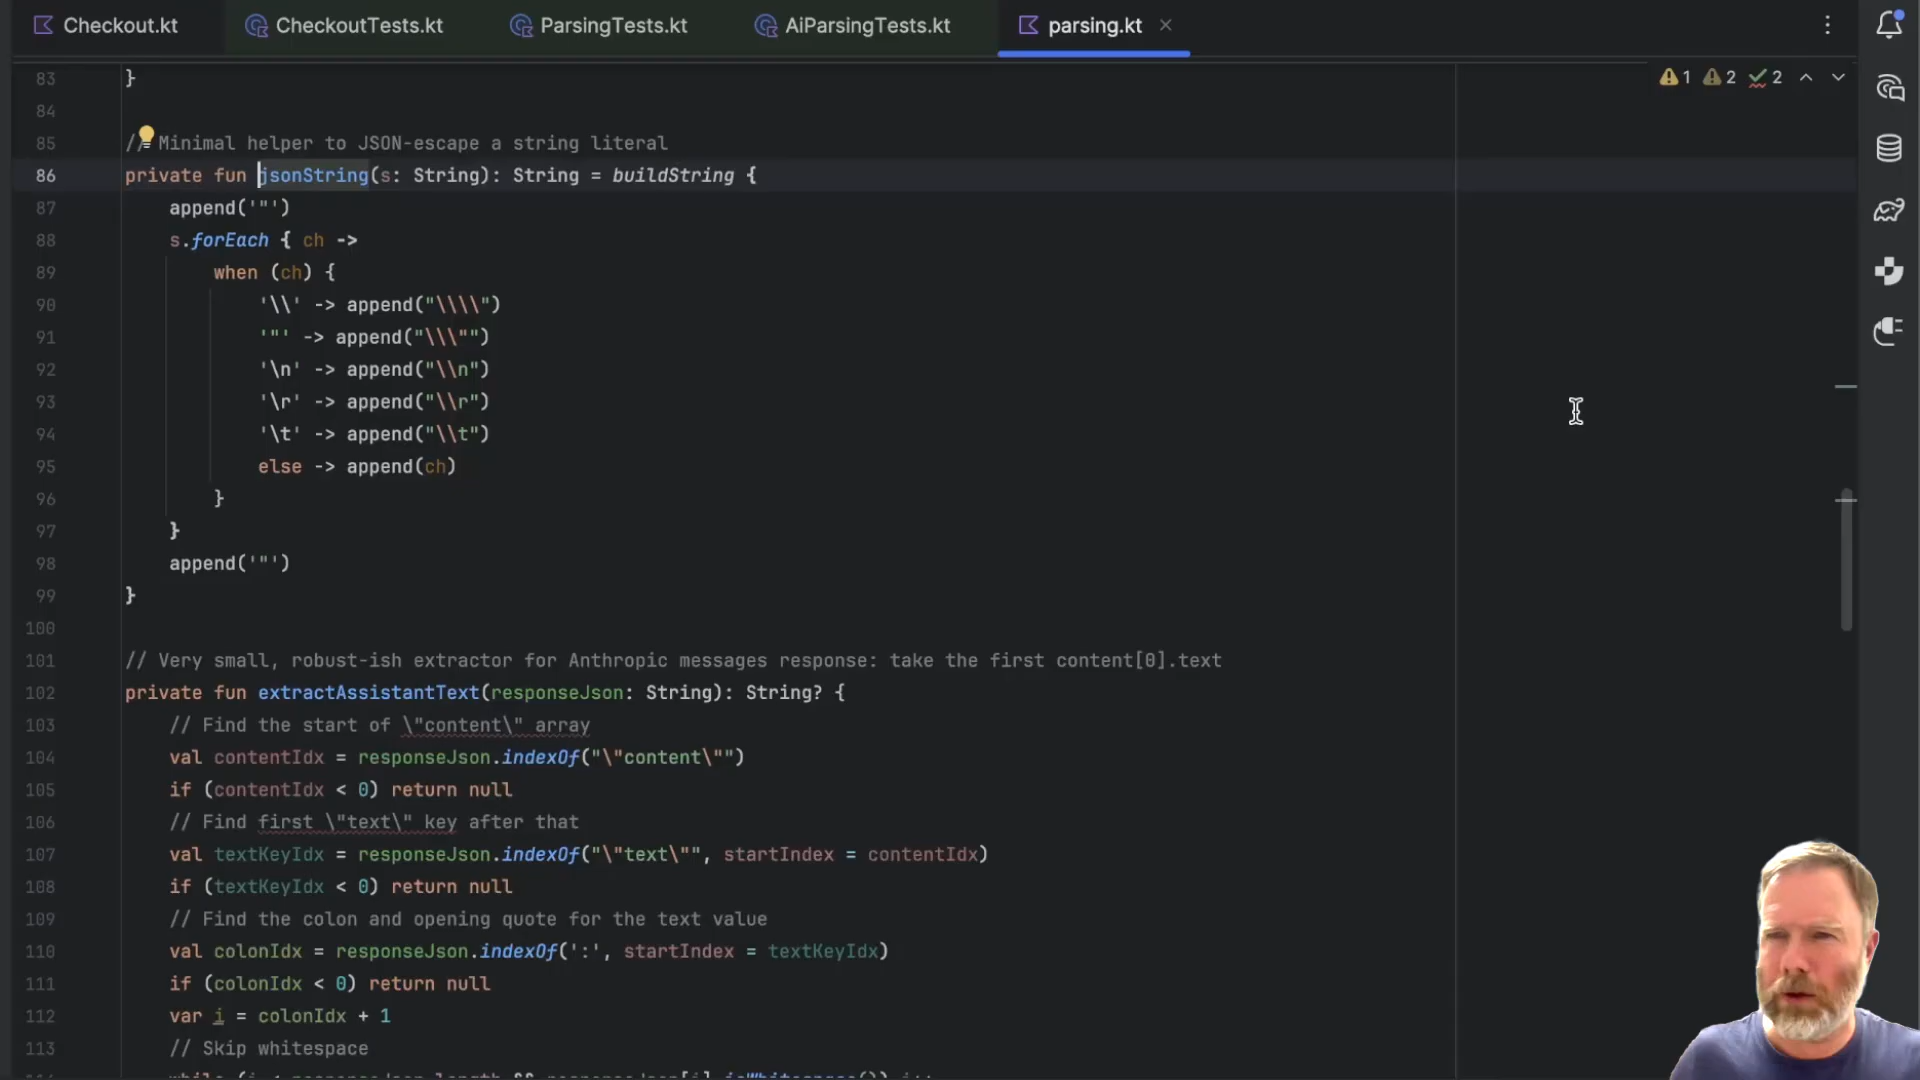 Checkout.kt CheckoutTests.kt ParsingTests.kt AiParsingTests.kt parsing.kt
1 2 2
83 }
84
85 // Minimal helper to JSON-escape a string literal
86 private fun jsonString(s: String): String = buildString {
87 append('"')
88 s.forEach { ch ->
89 when (ch) {
90 '\\' -> append("\\\\")
91 '"' -> append("\\\"")
92 '\n' -> append("\\n")
93 '\r' -> append("\\r")
94 '\t' -> append("\\t")
95 else -> append(ch)
96 }
97 }
98 append('"')
99 }
100
101 // Very small, robust-ish extractor for Anthropic messages response: take the first content[0].text
102 private fun extractAssistantText(responseJson: String): String? {
103 // Find the start of \"content\" array
104 val contentIdx = responseJson.indexOf("\"content\"")
105 if (contentIdx < 0) return null
106 // Find first \"text\" key after that
107 val textKeyIdx = responseJson.indexOf("\"text\"", startIndex = contentIdx)
108 if (textKeyIdx < 0) return null
109 // Find the colon and opening quote for the text value
110 val colonIdx = responseJson.indexOf(':', startIndex = textKeyIdx)
111 if (colonIdx < 0) return null
112 var i = colonIdx + 1
113 // Skip whitespace